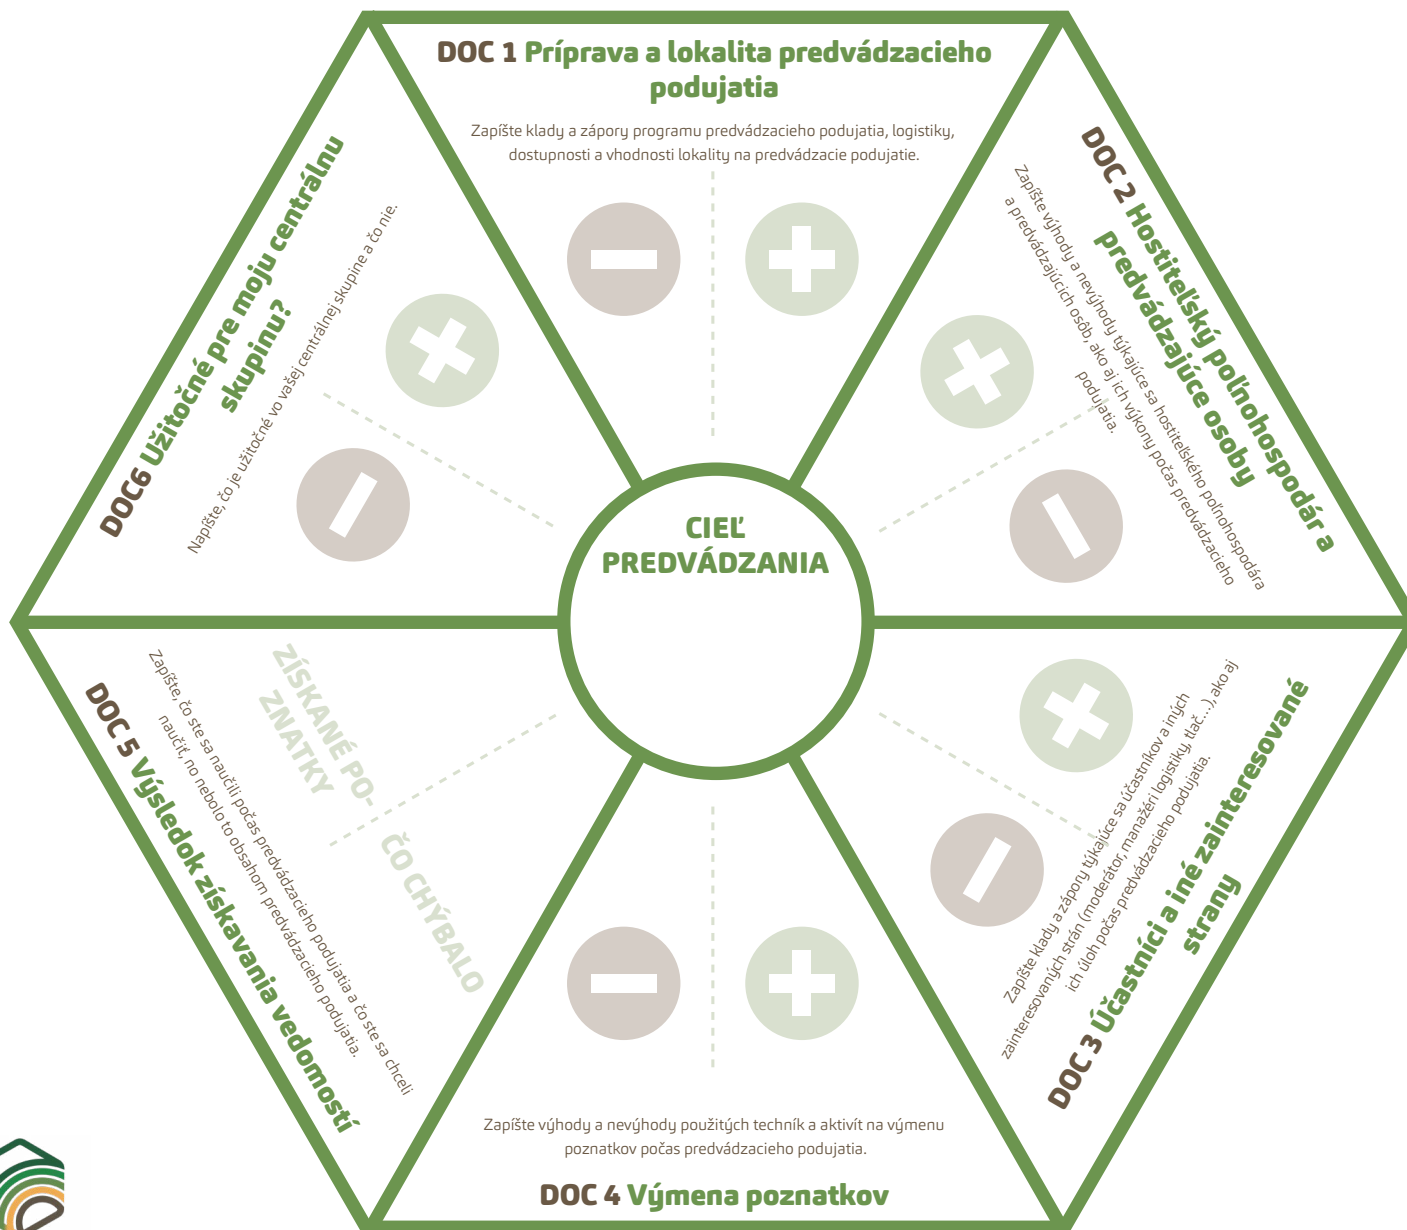 DOC 1 Príprava a lokalita predvádzacieho
podujatia
Zapíšte klady a zápory programu predvádzacieho podujatia, logistiky,
dostupnosti a vhodnosti lokality na predvádzacie podujatie.
DOC 2 Hostiteľský poľnohospodár a
predvádzajúce osoby
Zapíšte výhody a nevýhody týkajúce sa hostiteľského poľnohospodára
a predvádzajúcich osôb, ako aj ich výkony počas predvádzacieho
podujatia.
Zapíšte klady a zápory týkajúce sa účastníkov a iných
zainteresovaných strán (moderátor, manažéri logistiky, tlač...), ako aj
ich úloh počas predvádzacieho podujatia.
DOC 3 Účastníci a iné zainteresované
strany
Zapíšte výhody a nevýhody použitých techník a aktivít na výmenu
poznatkov počas predvádzacieho podujatia.
DOC 4 Výmena poznatkov
ZÍSKANÉ PO-
ZNATKY
ČO CHÝBALO
Zapíšte, čo ste sa naučili počas predvádzacieho podujatia a čo ste sa chceli
naučiť, no nebolo to obsahom predvádzacieho podujatia.
DOC 5 Výsledok získavania vedomostí
DOC6 Užitočné pre moju centrálnu
skupinu?
Napíšte, čo je užitočné vo vašej centrálnej skupine a čo nie.
CIEĽ
PREDVÁDZANIA